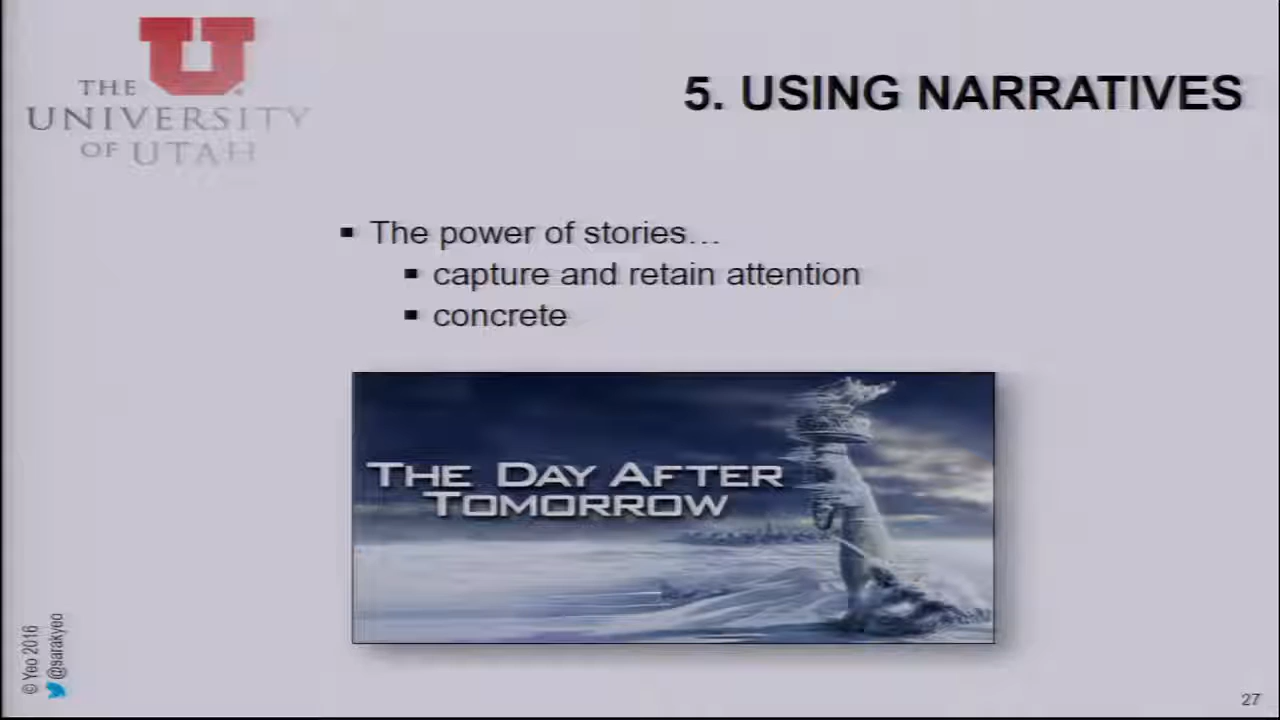 THE
UNIVERSITY
OF UTAH
5. USING NARRATIVES
The power of stories...
capture and retain attention
concrete
THE DAY AFTER
TOMORROW
© Yeo 2016
@sarakyeo
27